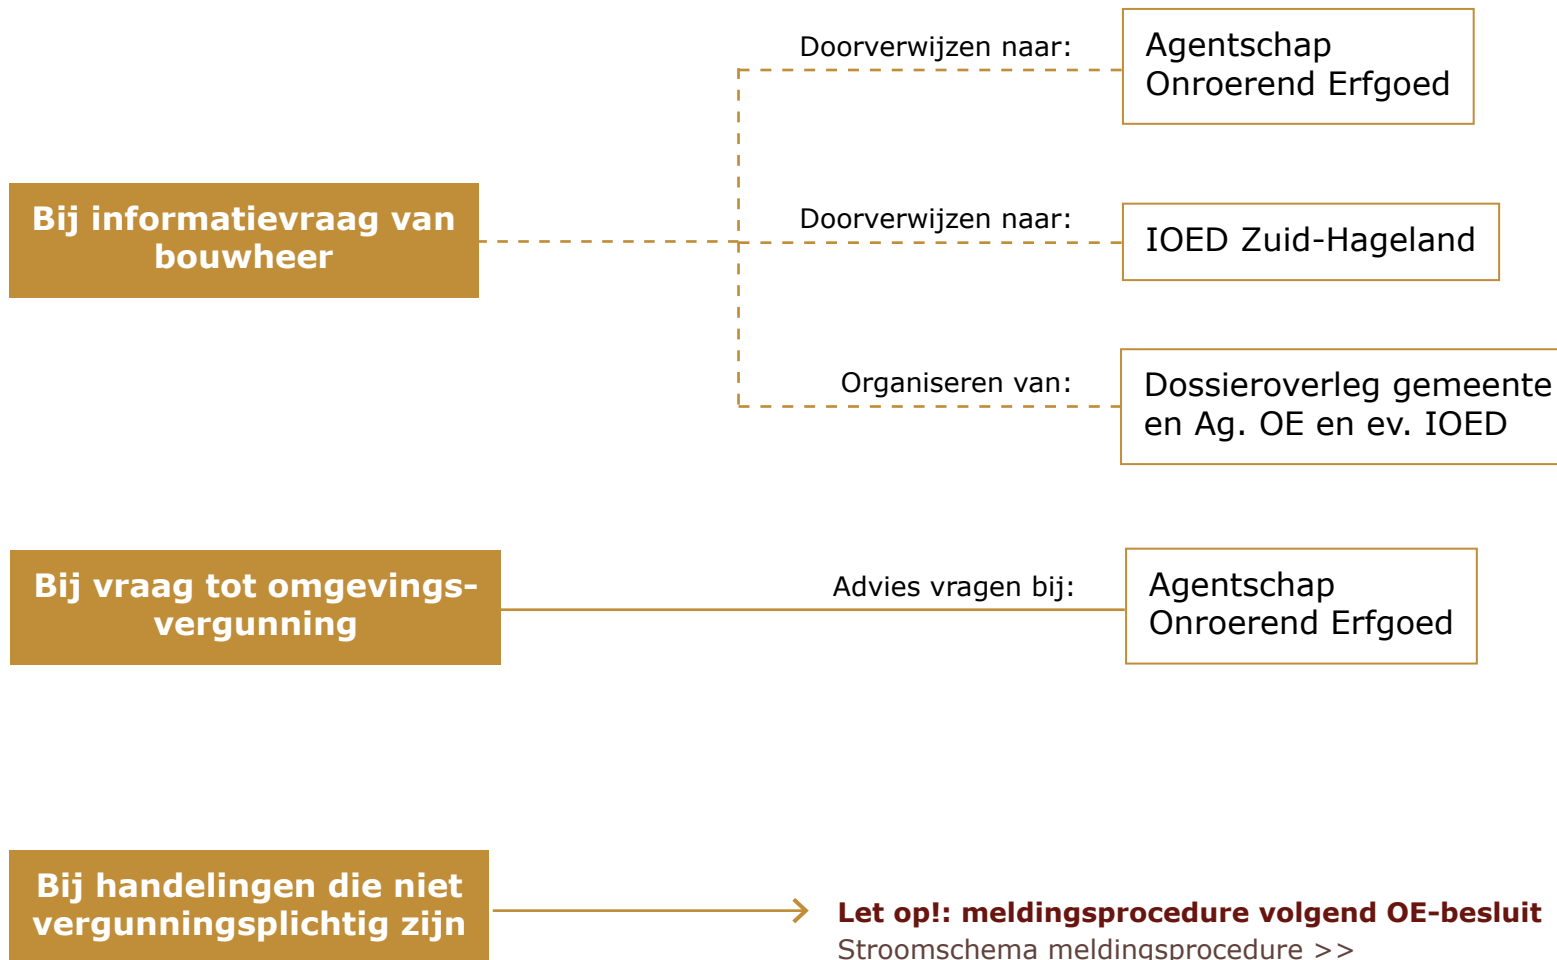 Doorverwijzen naar:
Agentschap
Onroerend Erfgoed
Bij informatievraag van
bouwheer
Doorverwijzen naar:
IOED Zuid-Hageland
Organiseren van:
Dossieroverleg gemeente
en Ag. OE en ev. IOED
Bij vraag tot omgevings-
vergunning
Advies vragen bij:
Agentschap
Onroerend Erfgoed
Bij handelingen die niet
vergunningsplichtig zijn
Let op!: meldingsprocedure volgend OE-besluit
Stroomschema meldingsprocedure >>